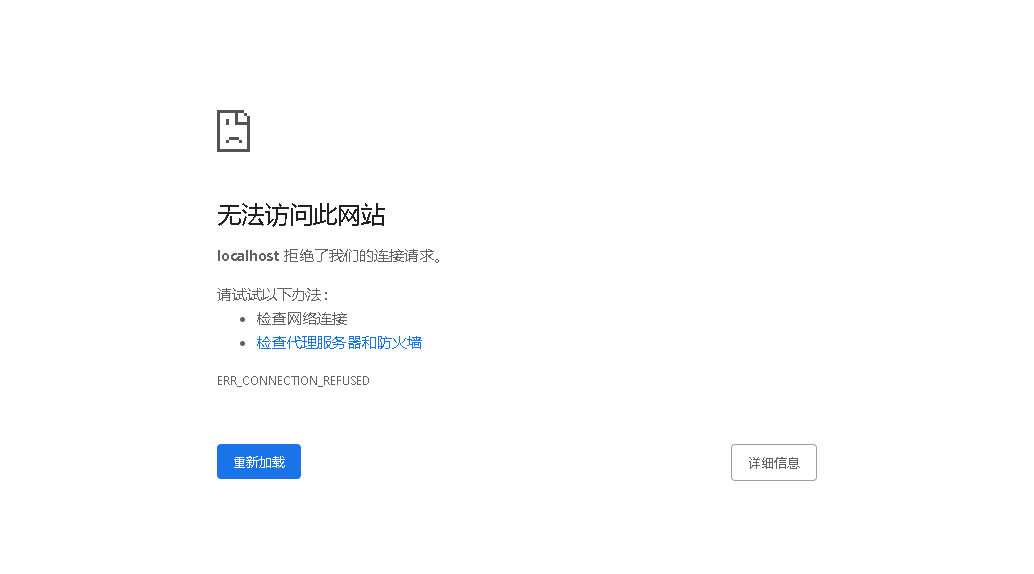 无法访问此网站
localhost 拒绝了我们的连接请求。
请试试以下办法：
检查网络连接
检查代理服务器和防火墙
ERR_CONNECTION_REFUSED
重新加载
详细信息